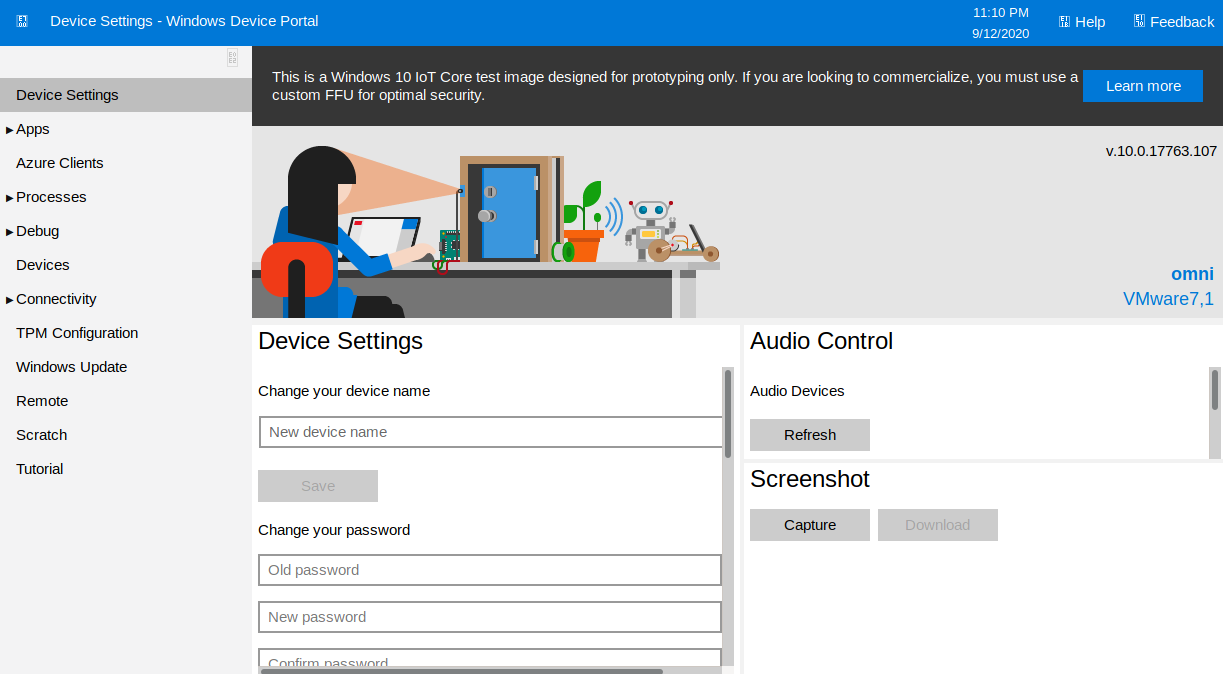 Device Settings - Windows Device Portal
11:10 PM
9/12/2020
Help
Feedback
Device Settings
Apps
Azure Clients
Processes
Debug
Devices
Connectivity
TPM Configuration
Windows Update
Remote
Scratch
Tutorial
This is a Windows 10 IoT Core test image designed for prototyping only. If you are looking to commercialize, you must use a
custom FFU for optimal security.
Learn more
v.10.0.17763.107
omni
VMware7,1
Device Settings
Change your device name
New device name
Save
Change your password
Old password
New password
Confirm password
Audio Control
Audio Devices
Refresh
Screenshot
Capture
Download